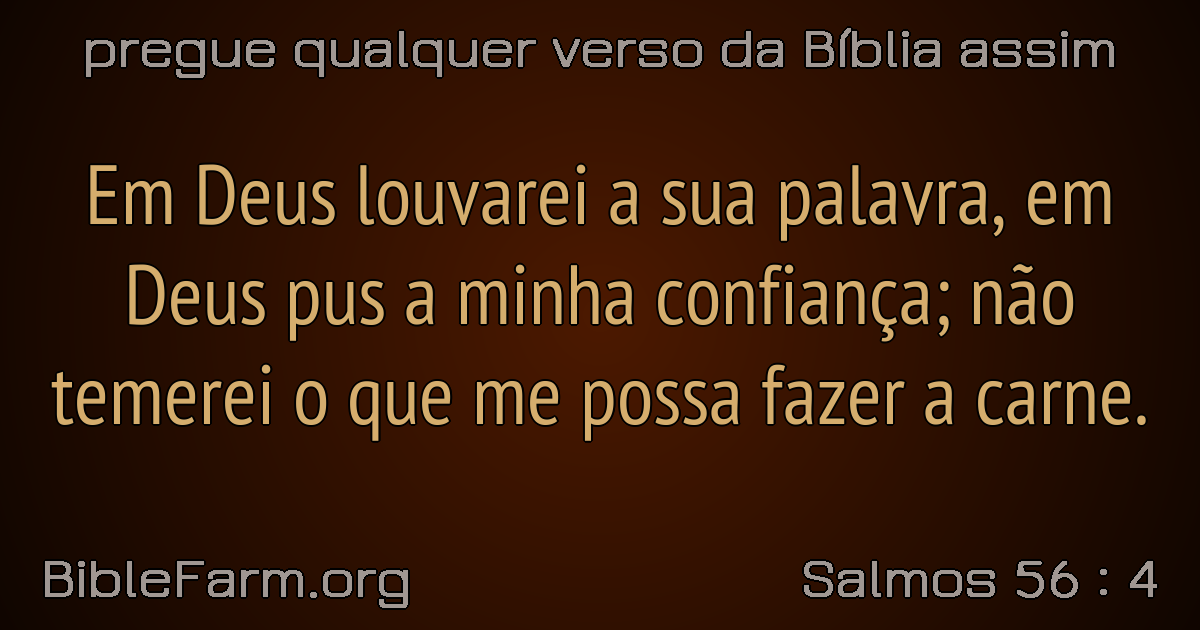 pregue qualquer verso da Bíblia assim
Em Deus louvarei a sua palavra, em
Deus pus a minha confiança; não
temerei o que me possa fazer a carne.
BibleFarm.org
Salmos 56 : 4